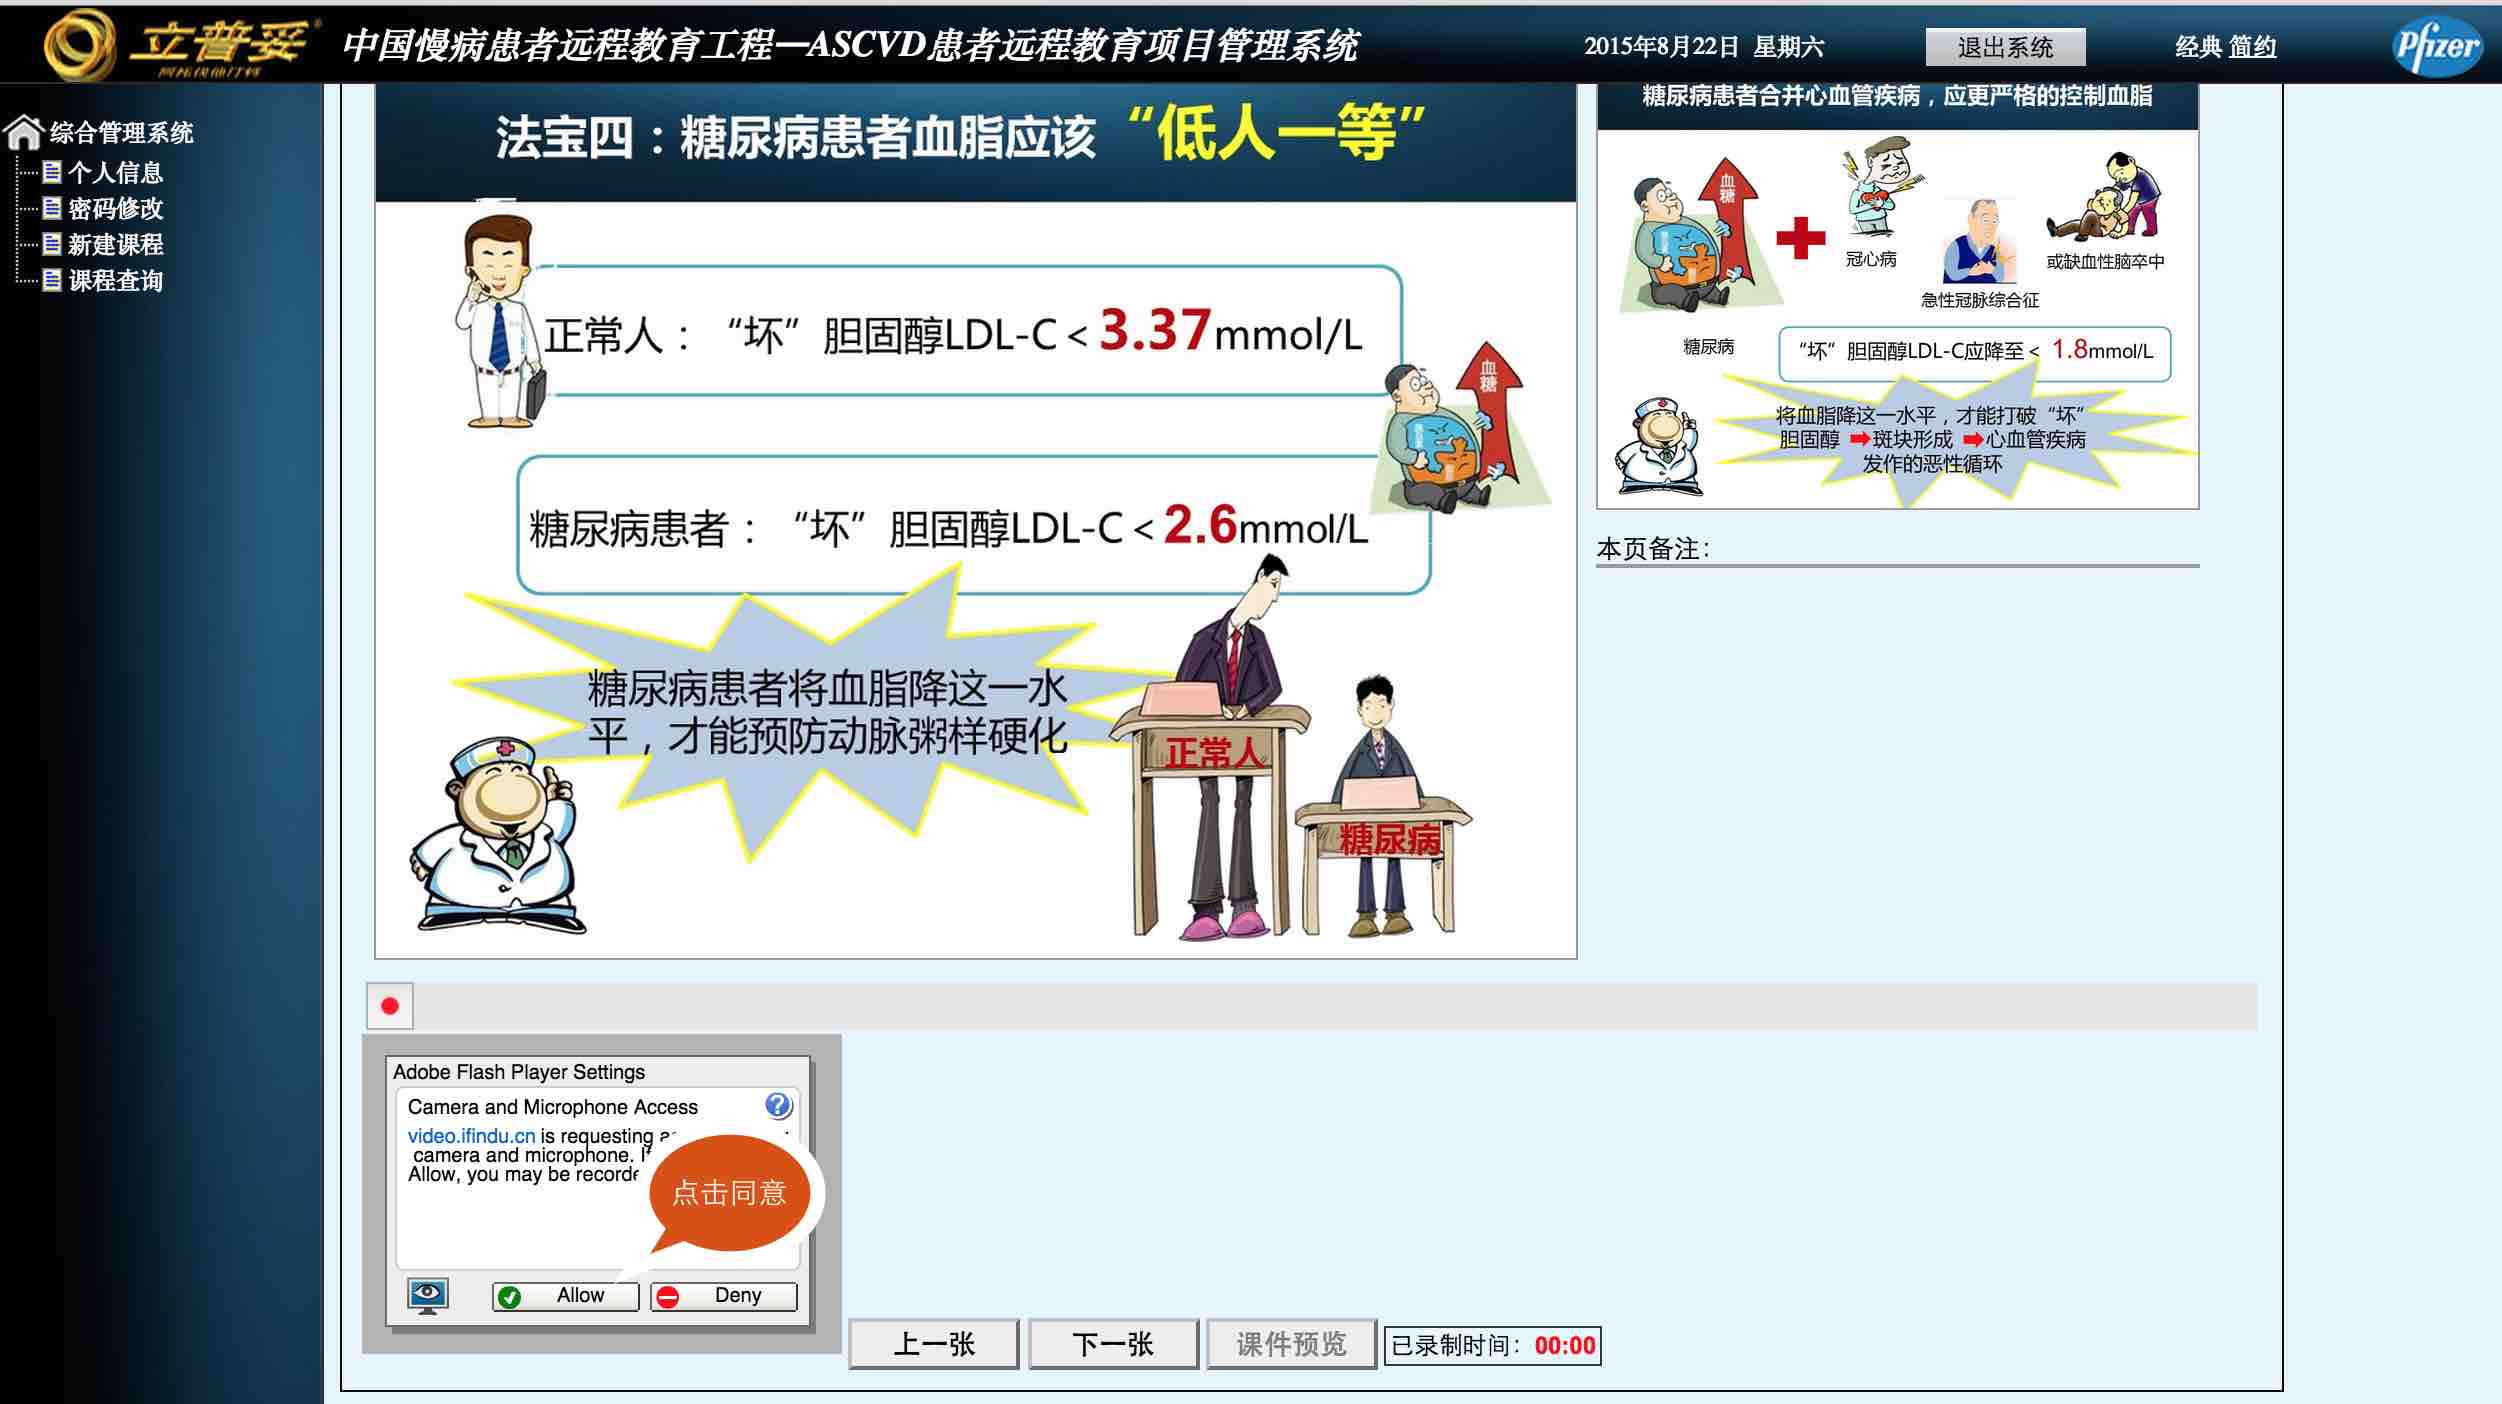 立普妥®
中国慢病患者远程教育工程—ASCVD患者远程教育项目管理系统
2015年8月22日 星期六
退出系统
经典 简约
Pfizer
综合管理系统
个人信息
密码修改
新建课程
课程查询
法宝四：糖尿病患者血脂应该“低人一等”
正常人：“坏”胆固醇LDL-C＜3.37mmol/L
血糖
糖尿病患者：“坏”胆固醇LDL-C＜2.6mmol/L
糖尿病患者将血脂降这一水
平，才能预防动脉粥样硬化
正常人
糖尿病
糖尿病患者合并心血管疾病，应更严格的控制血脂
血糖
冠心病
或缺血性脑卒中
急性冠脉综合征
糖尿病
“坏”胆固醇LDL-C应降至＜ 1.8mmol/L
将血脂降这一水平，才能打破“坏”
胆固醇 斑块形成 心血管疾病
发作的恶性循环
本页备注：
Adobe Flash Player Settings
Camera and Microphone Access
video.ifindu.cn is requesting
camera and microphone.
Allow, you may be
点击同意
Allow
Deny
上一张
下一张
课件预览
已录制时间：00:00